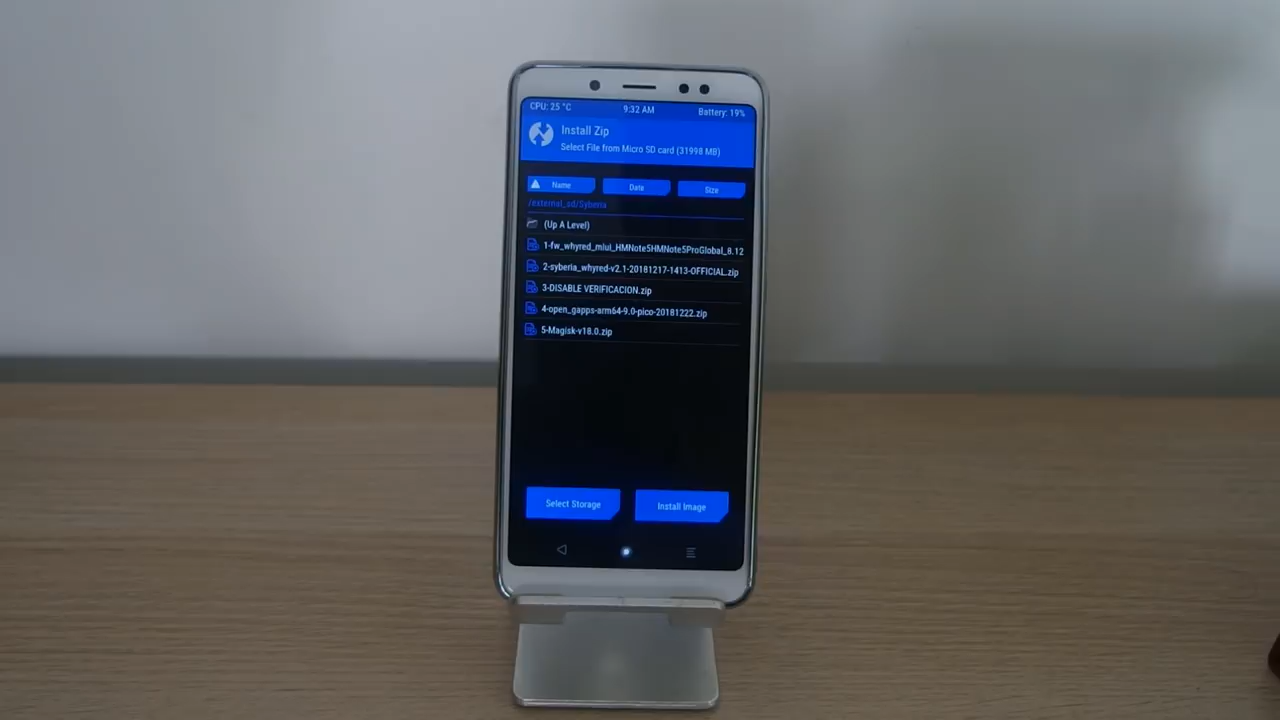 CPU: 25 °C 9:32 AM Battery: 19%
Install Zip
Select File from Micro SD card (31998 MB)
Name Date Size
/external_sd/Syberia
(Up A Level)
1-fw_whyred_miui_HMNote5HMNote5ProGlobal_8.12
2-syberia_whyred-v2.1-20181217-1413-OFFICIAL.zip
3-DISABLE VERIFICACION.zip
4-open_gapps-arm64-9.0-pico-20181222.zip
5-Magisk-v18.0.zip
Select Storage Install Image